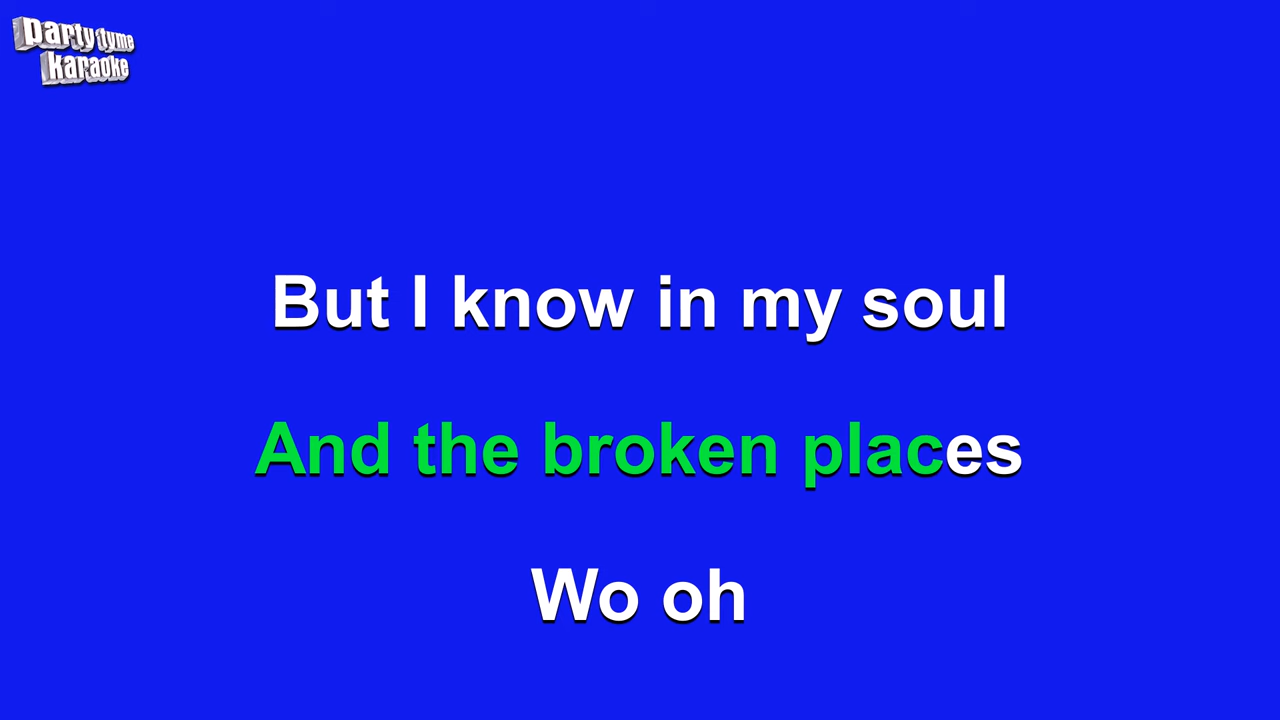 party tyme
karaoke
But I know in my soul
And the broken places
Wo oh